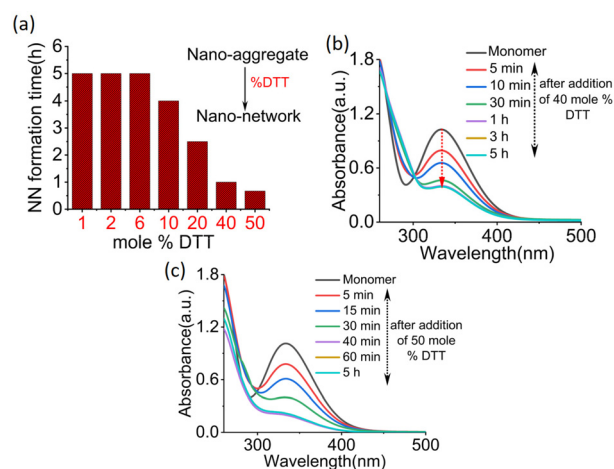 (a)
NN formation time(h)
7
6
5
4
3
2
1
0
Nano-aggregate
%DTT
Nano-network
1 2 6 10 20 40 50
mole % DTT
(b)
Absorbance(a.u.)
1.8
1.2
0.6
0.0
Monomer
5 min
10 min
30 min
1 h
3 h
5 h
after addition
of 40 mole %
DTT
300 400 500
Wavelength(nm)
(c)
Absorbance(a.u.)
1.8
1.2
0.6
0.0
Monomer
5 min
15 min
30 min
40 min
60 min
5 h
after addition
of 50 mole
% DTT
300 400 500
Wavelength(nm)